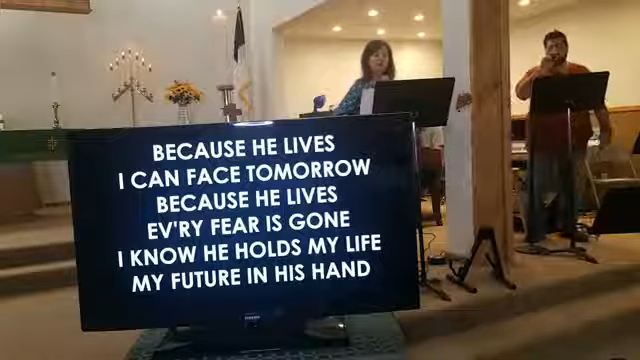 BECAUSE HE LIVES
I CAN FACE TOMORROW
BECAUSE HE LIVES
EV'RY FEAR IS GONE
I KNOW HE HOLDS MY LIFE
MY FUTURE IN HIS HAND